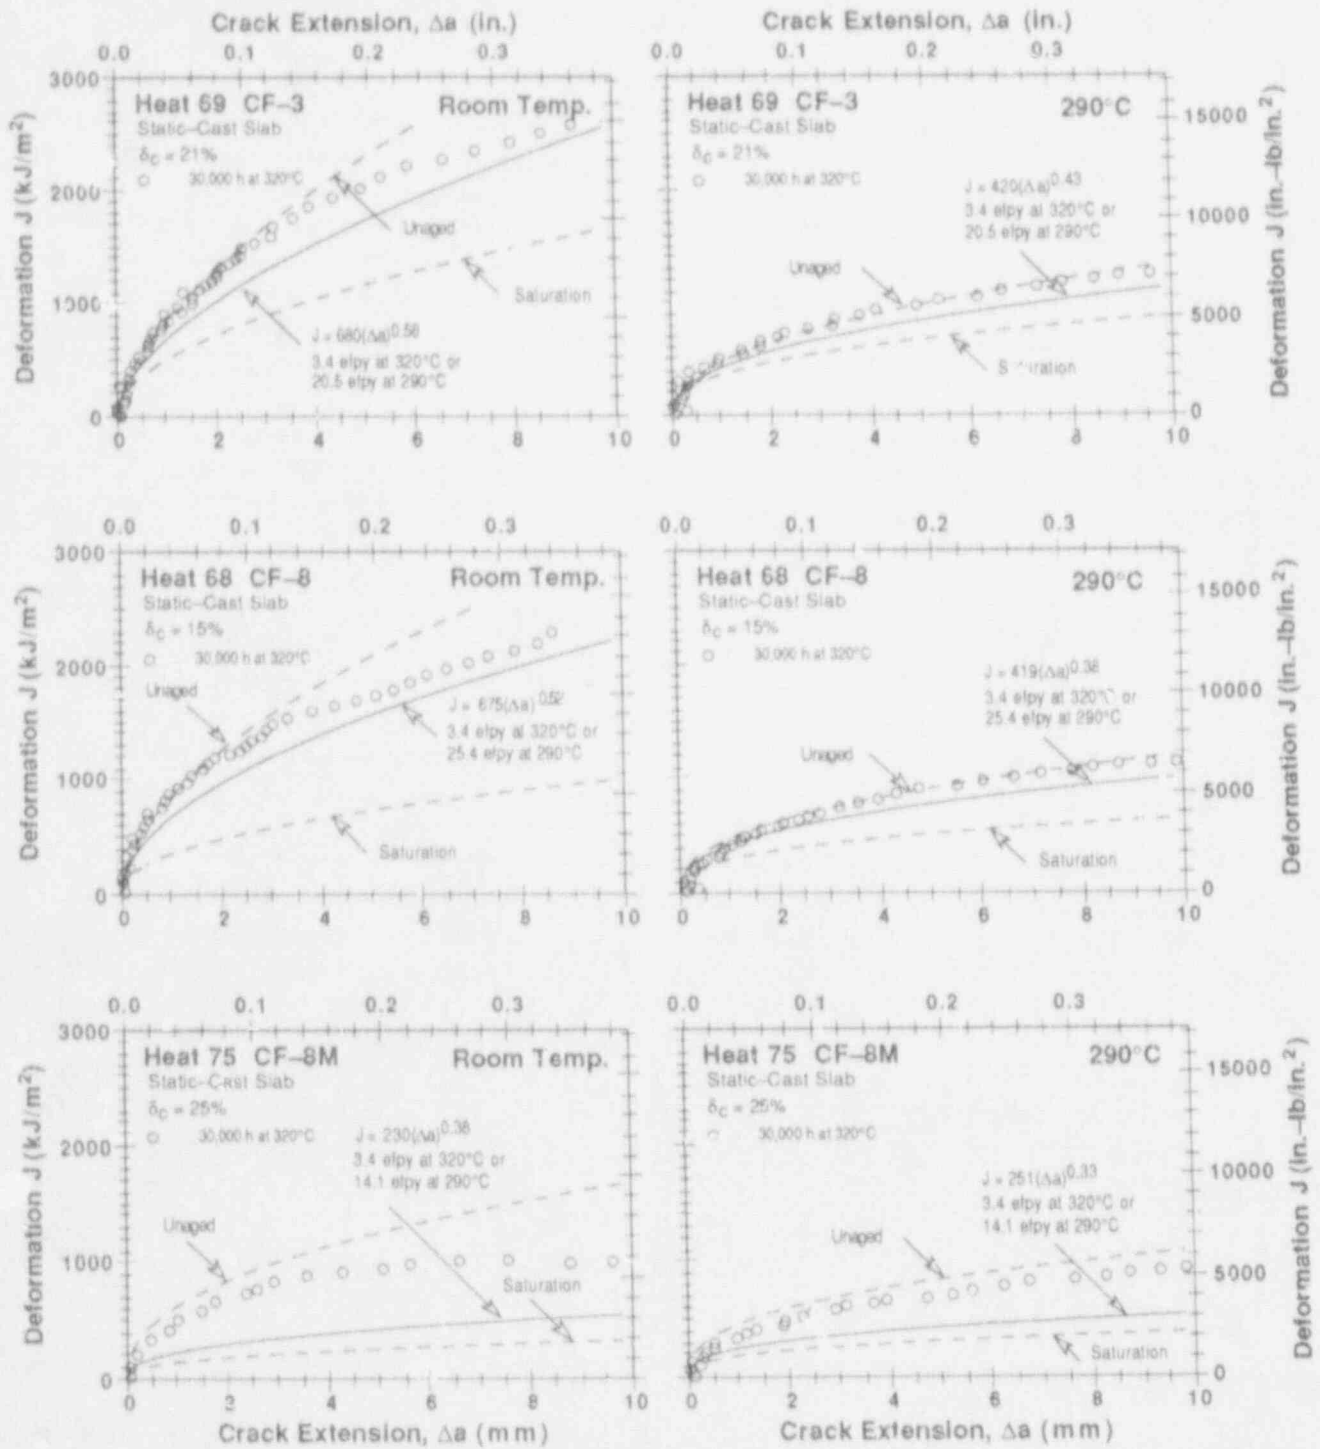 Crack Extension, Δa (in.)
0.0 0.1 0.2 0.3
Deformation J (kJ/m²)
3000
2000
1000
0
Heat 69 CF-3 Room Temp.
Static-Cast Slab
δC = 21%
○ 30,000 h at 320°C
Unaged
Saturation
J = 680(Δa)0.58
3.4 efpy at 320°C or
20.5 efpy at 290°C
0 2 4 6 8 10
Crack Extension, Δa (in.)
0.0 0.1 0.2 0.3
Heat 69 CF-3 290°C
Static-Cast Slab
δC = 21%
○ 30,000 h at 320°C
J = 420(Δa)0.43
3.4 efpy at 320°C or
20.5 efpy at 290°C
Unaged
0 2 4 6 8 10
15000
10000
5000
0
Deformation J (in.-lb/in.²)
0.0 0.1 0.2 0.3
Deformation J (kJ/m²)
3000
2000
1000
0
Heat 68 CF-8 Room Temp.
Static-Cast Slab
δC = 15%
○ 30,000 h at 320°C
Unaged
J = 675(Δa)0.52
3.4 efpy at 320°C or
25.4 efpy at 290°C
Saturation
0 2 4 6 8 10
0.0 0.1 0.2 0.3
Heat 68 CF-8 290°C
Static-Cast Slab
δC = 15%
○ 30,000 h at 320°C
J = 419(Δa)0.38
3.4 efpy at 320°C or
25.4 efpy at 290°C
Unaged
Saturation
0 2 4 6 8 10
15000
10000
5000
0
Deformation J (in.-lb/in.²)
0.0 0.1 0.2 0.3
Deformation J (kJ/m²)
3000
2000
1000
0
Heat 75 CF-8M Room Temp.
Static-Cast Slab
δC = 25%
○ 30,000 h at 320°C
J = 230(Δa)0.38
3.4 efpy at 320°C or
14.1 efpy at 290°C
Unaged
Saturation
0 2 4 6 8 10
Crack Extension, Δa (mm)
0.0 0.1 0.2 0.3
Heat 75 CF-8M 290°C
Static-Cast Slab
δC = 25%
○ 30,000 h at 320°C
J = 251(Δa)0.33
3.4 efpy at 320°C or
14.1 efpy at 290°C
Unaged
Saturation
0 2 4 6 8 10
Crack Extension, Δa (mm)
15000
10000
5000
0
Deformation J (in.-lb/in.²)